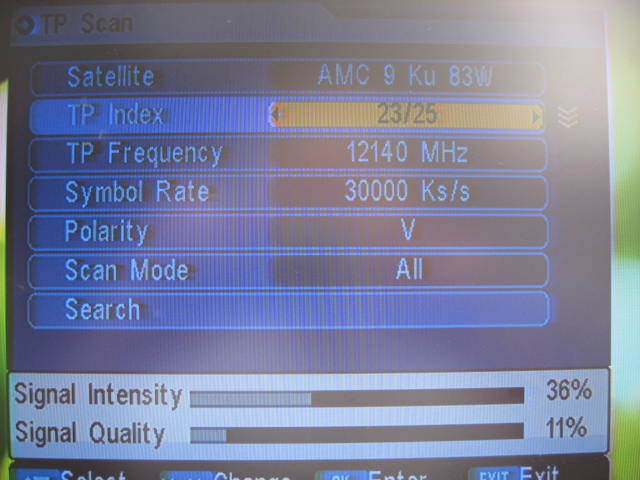 TP Scan
Satellite AMC 9 Ku 83W
TP Index 23/25
TP Frequency 12140 MHz
Symbol Rate 30000 Ks/s
Polarity V
Scan Mode All
Search
Signal Intensity 36%
Signal Quality 11%
Select Change OK Enter EXIT Exit